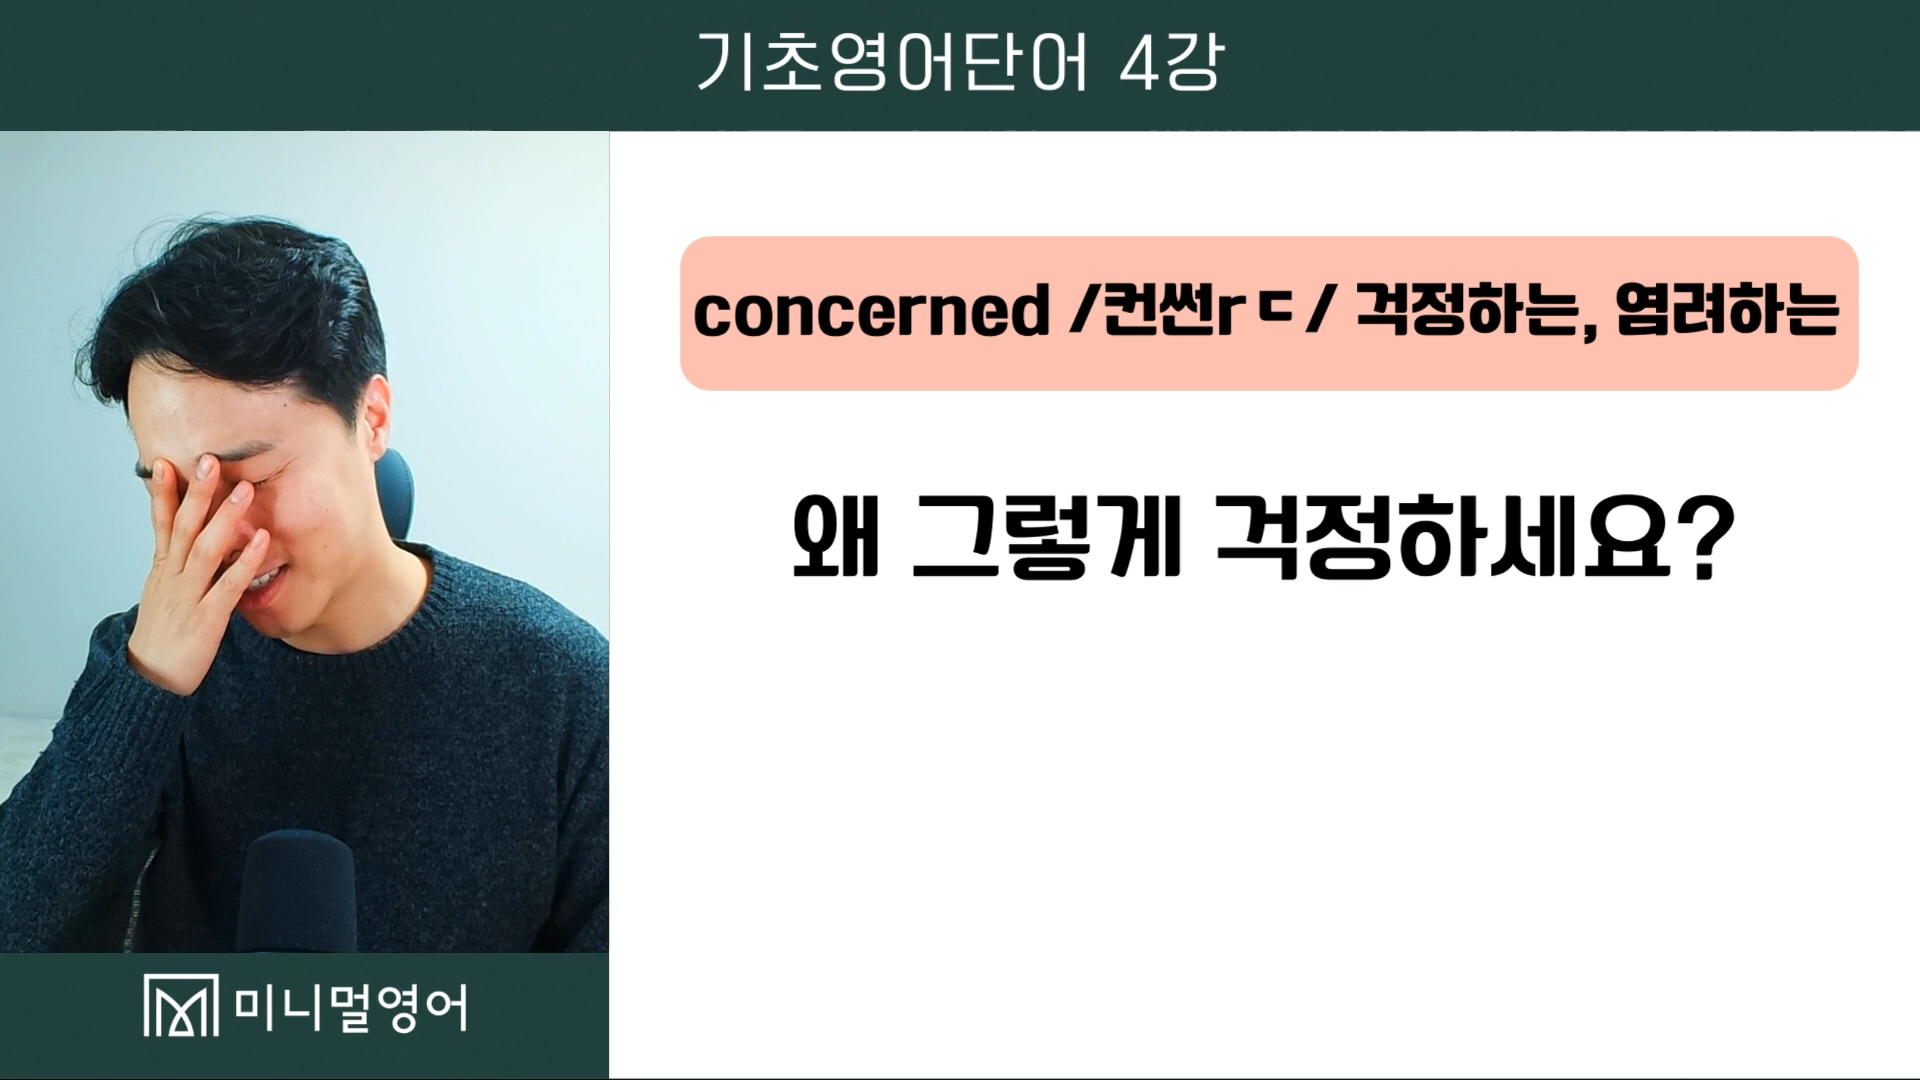 기초영어단어 4강
concerned /컨썬rㄷ/ 걱정하는, 염려하는
왜 그렇게 걱정하세요?
미니멀영어